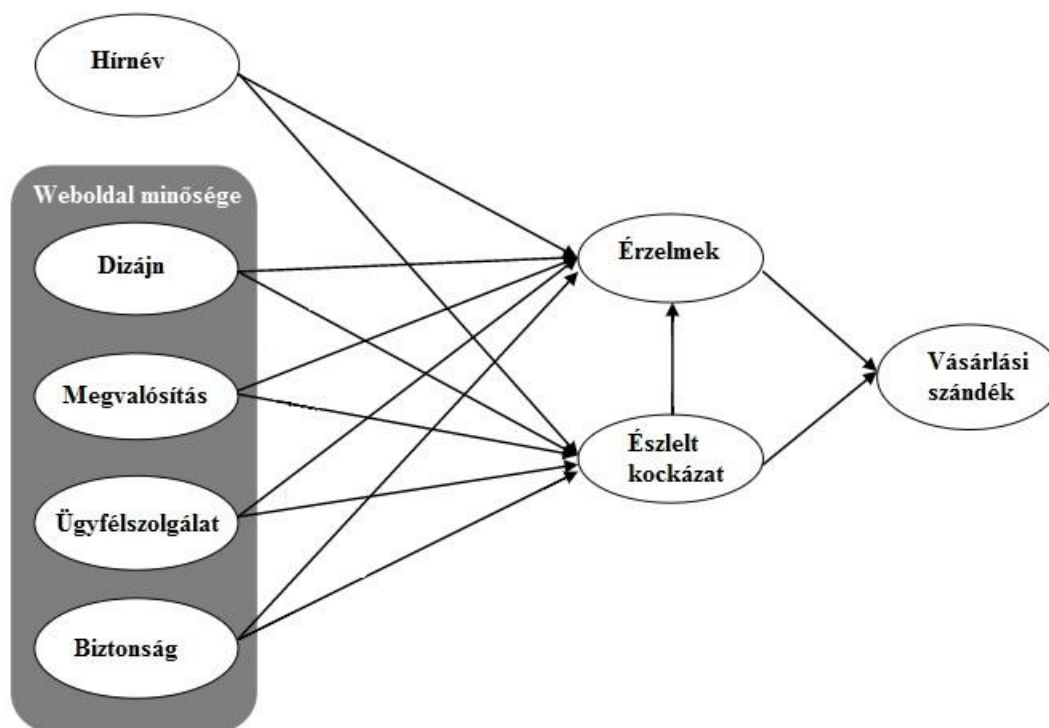 Hírnév
Weboldal minősége
Dizájn
Megvalósítás
Ügyfélszolgálat
Biztonság
Érzelmek
Észlelt
kockázat
Vásárlási
szándék